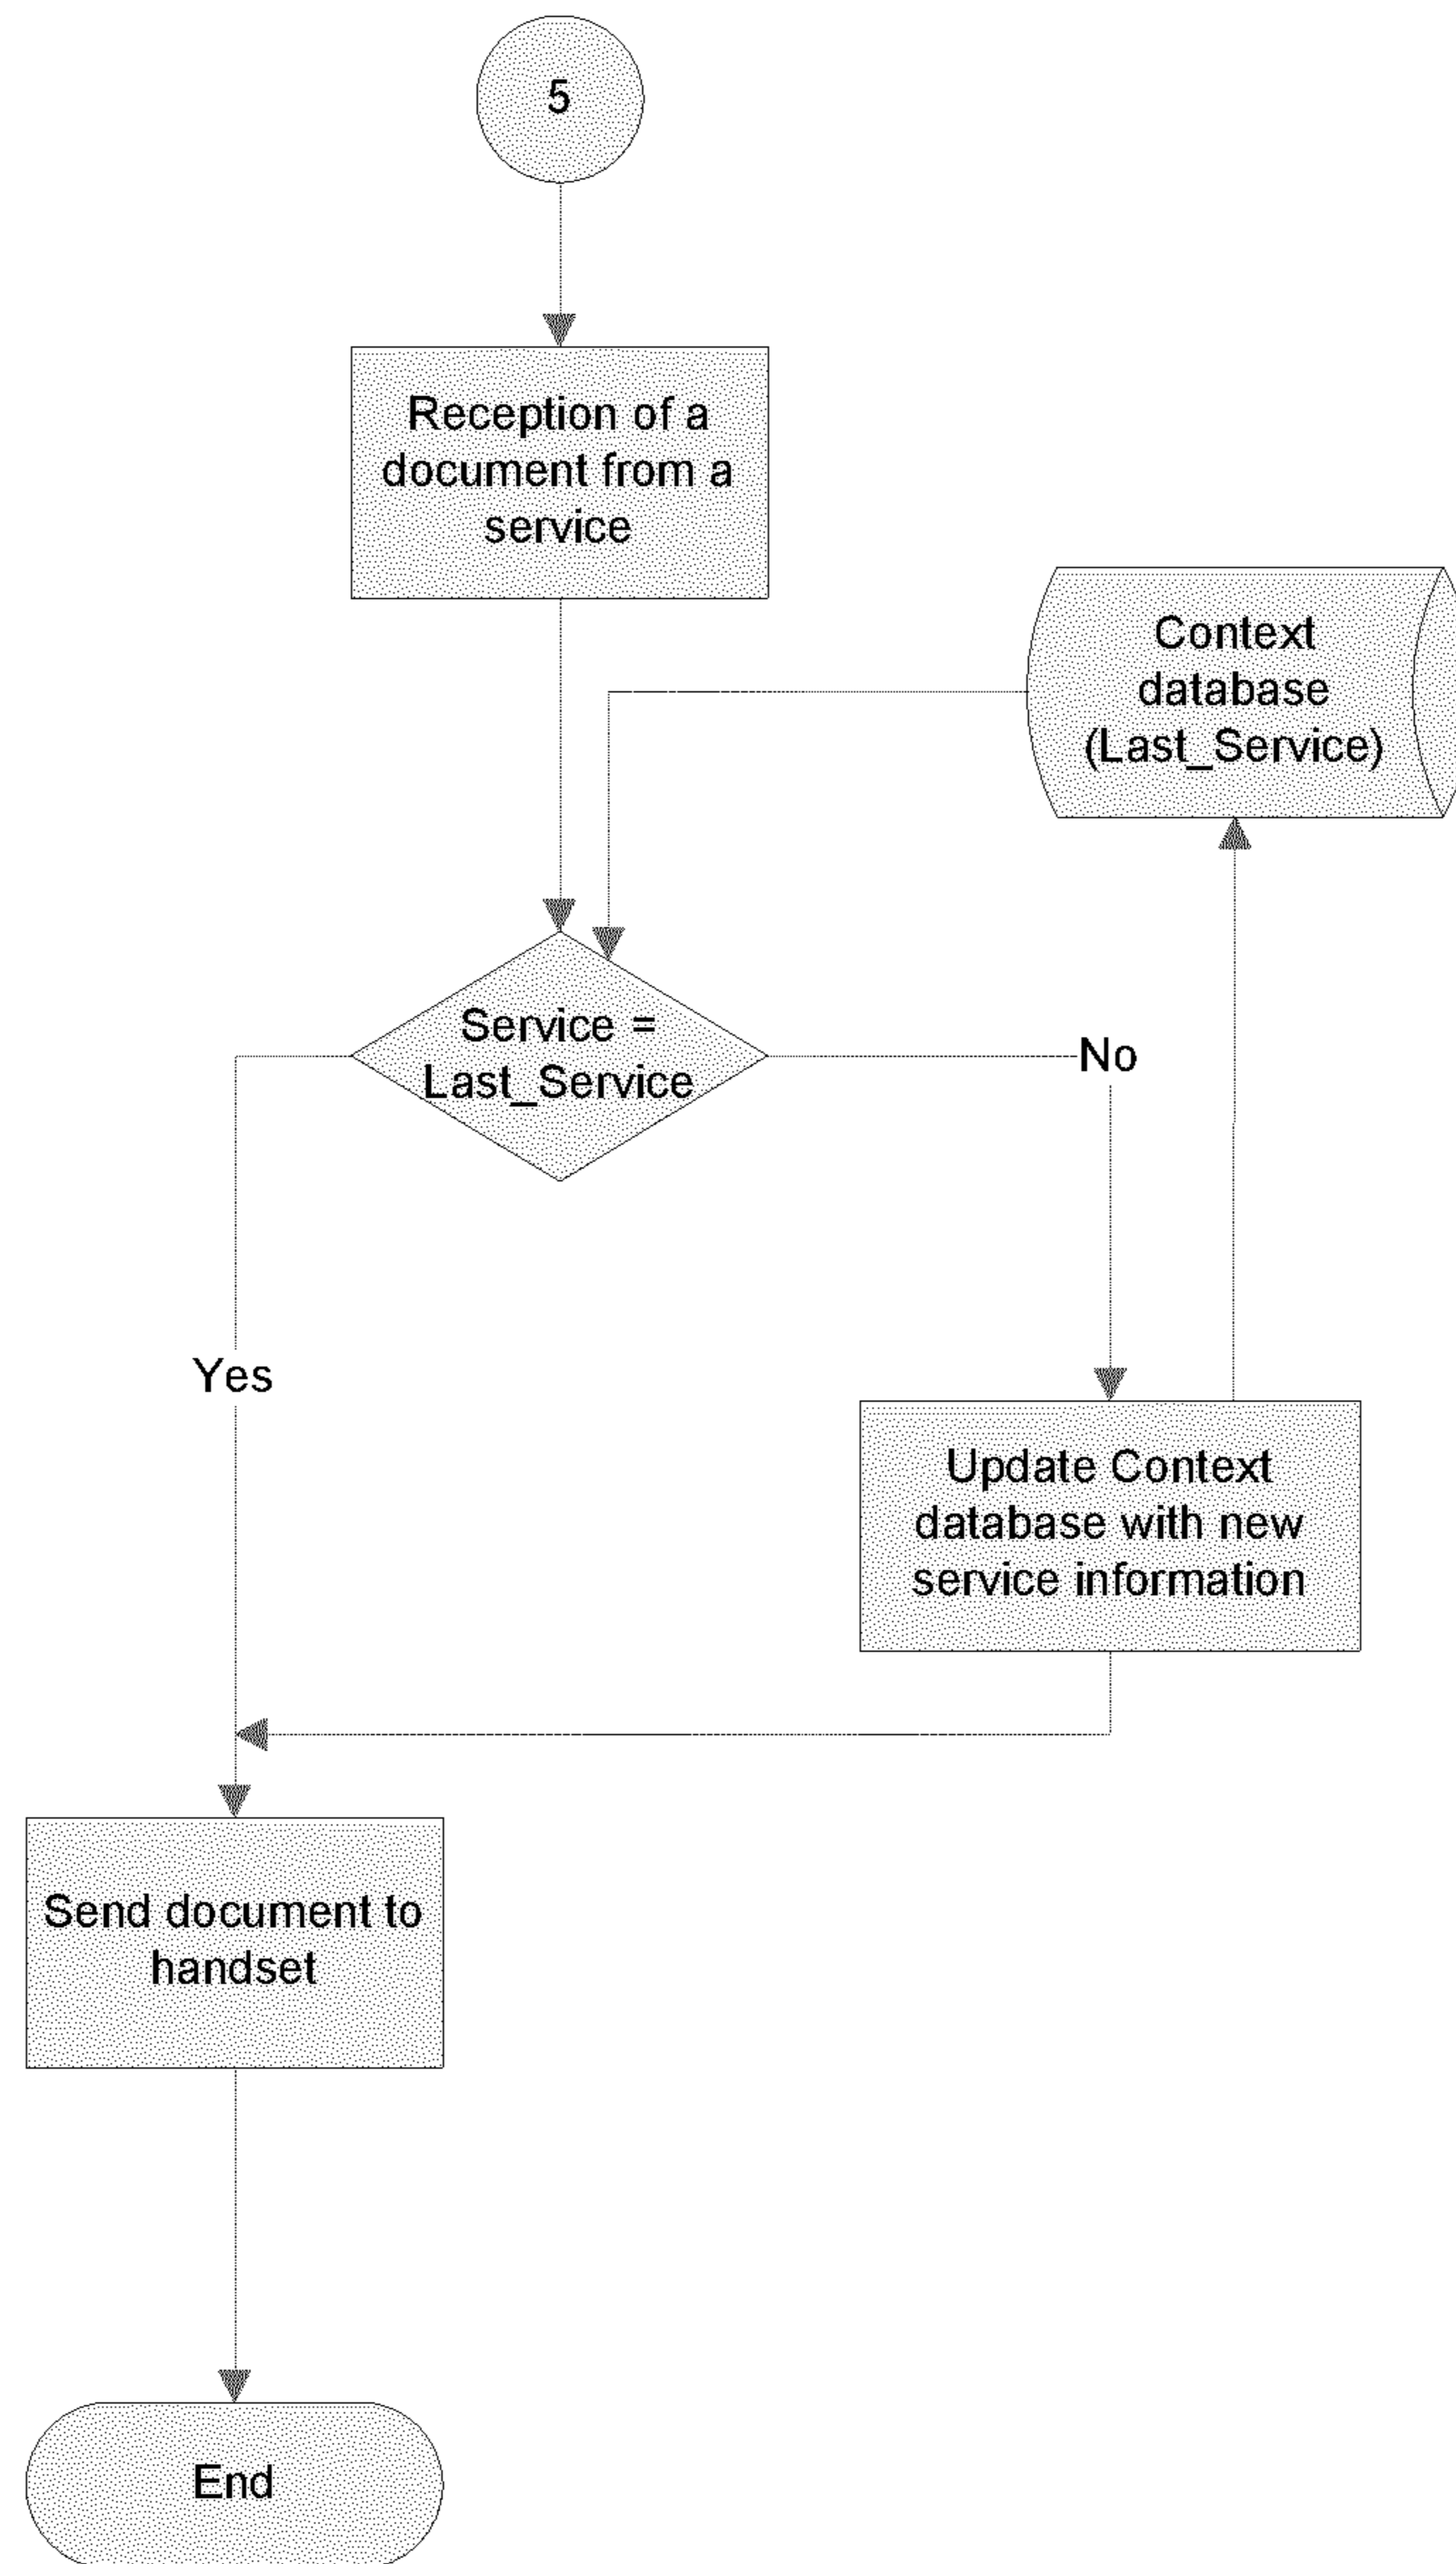 5
Reception of a
document from a
service
Context
database
(Last_Service)
Service =
Last_Service
No
Yes
Update Context
database with new
service information
Send document to
handset
End